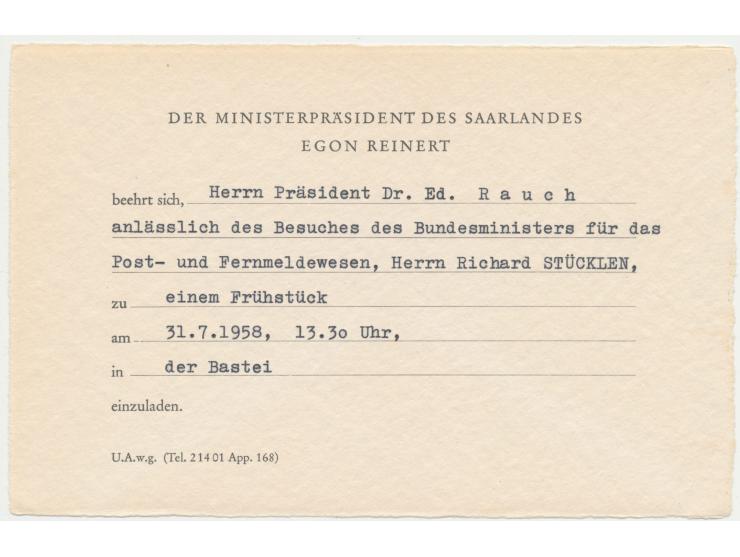 DER MINISTERPRÄSIDENT DES SAARLANDES
EGON REINERT
beehrt sich, Herrn Präsident Dr. Ed. R a u c h
anlässlich des Besuches des Bundesministers für das
Post- und Fernmeldewesen, Herrn Richard STÜCKLEN,
zu einem Frühstück
am 31.7.1958, 13.3o Uhr,
in der Bastei
einzuladen.
U.A.w.g. (Tel. 214 01 App. 168)